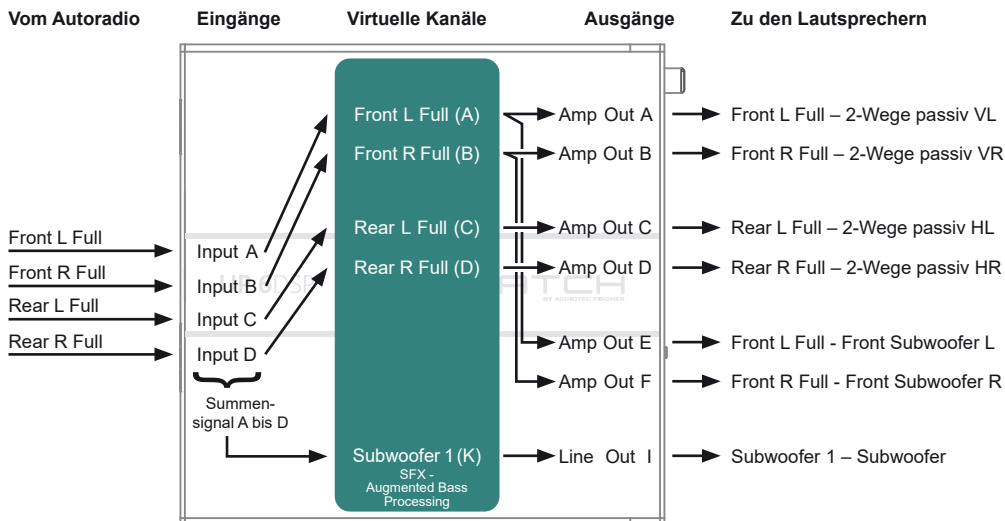 Vom Autoradio Eingänge Virtuelle Kanäle Ausgänge Zu den Lautsprechern
Front L Full (A) Amp Out A Front L Full – 2-Wege passiv VL
Front R Full (B) Amp Out B Front R Full – 2-Wege passiv VR
Rear L Full (C) Amp Out C Rear L Full – 2-Wege passiv HL
Front L Full Input A
Rear R Full (D) Amp Out D Rear R Full – 2-Wege passiv HR
Front R Full Input B
BY AUDIOTEC FISCHER
Rear L Full Input C
Rear R Full Input D
Amp Out E Front L Full - Front Subwoofer L
Amp Out F Front R Full - Front Subwoofer R
Summen-
signal A bis D
Subwoofer 1 (K) Line Out I Subwoofer 1 – Subwoofer
SFX -
Augmented Bass
Processing